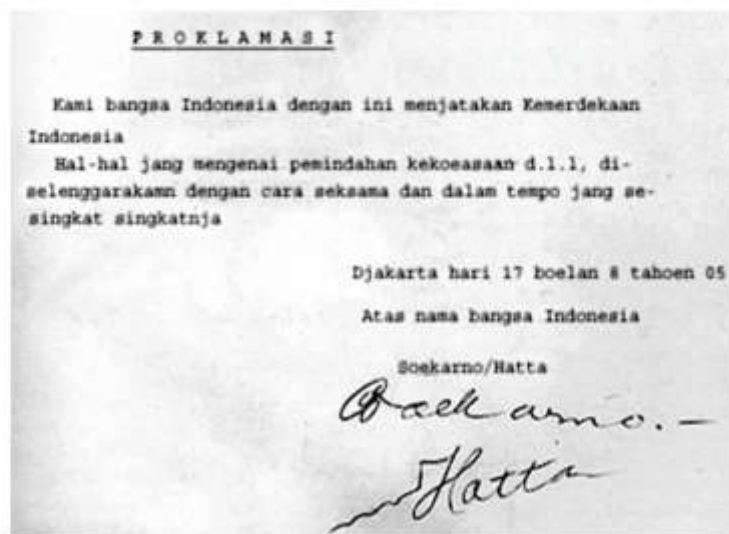 P R O K L A M A S I
Kami bangsa Indonesia dengan ini menjatakan Kemerdekaan
Indonesia
Hal-hal jang mengenai pemindahan kekoeasaan d.l.l, di-
selenggarakamn dengan cara seksama dan dalam tempo jang se-
singkat singkatnja
Djakarta hari 17 boelan 8 tahoen 05
Atas nama bangsa Indonesia
Soekarno/Hatta
Soekarno.-
Hatta